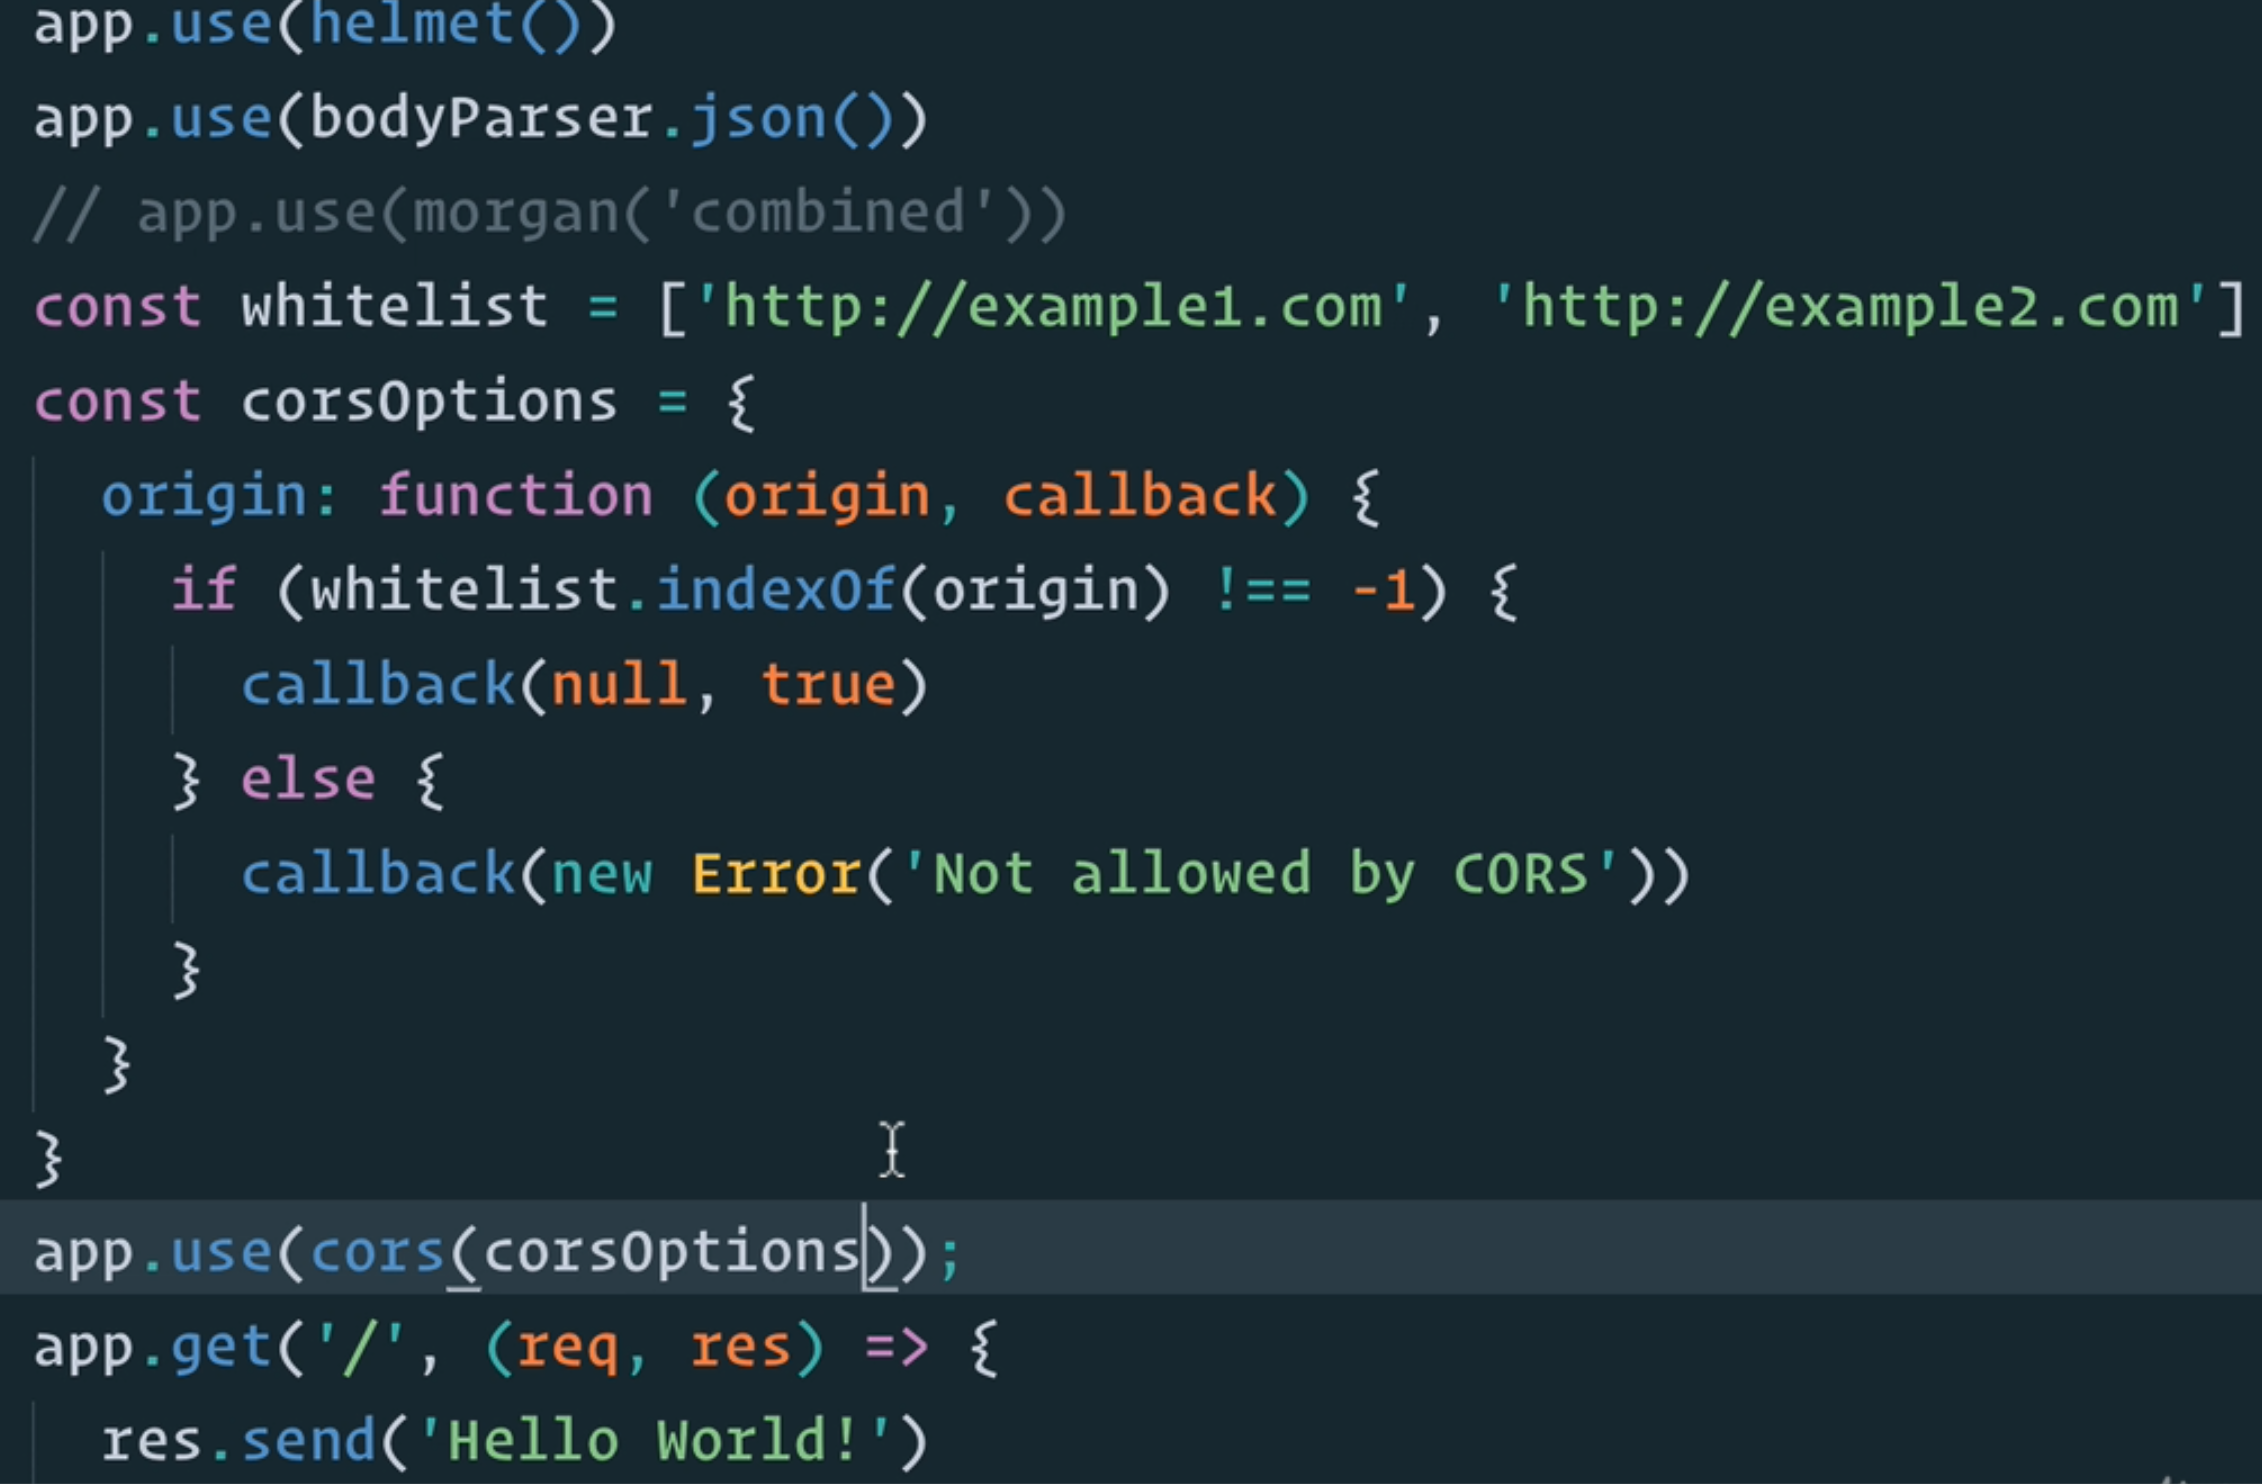 app.use(helmet())
app.use(bodyParser.json())
// app.use(morgan('combined'))
const whitelist = ['http://example1.com', 'http://example2.com']
const corsOptions = {
  origin: function (origin, callback) {
    if (whitelist.indexOf(origin) !== -1) {
      callback(null, true)
    } else {
      callback(new Error('Not allowed by CORS'))
    }
  }
}
app.use(cors(corsOptions));
app.get('/', (req, res) => {
  res.send('Hello World!')